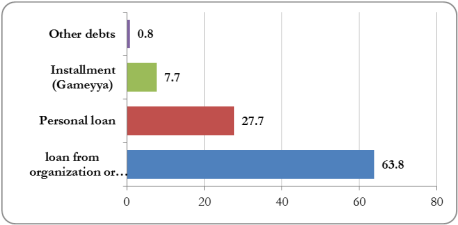 Other debts
0.8
Installment
(Gameyya)
7.7
Personal loan
27.7
loan from
organization or…
63.8
0 20 40 60 80